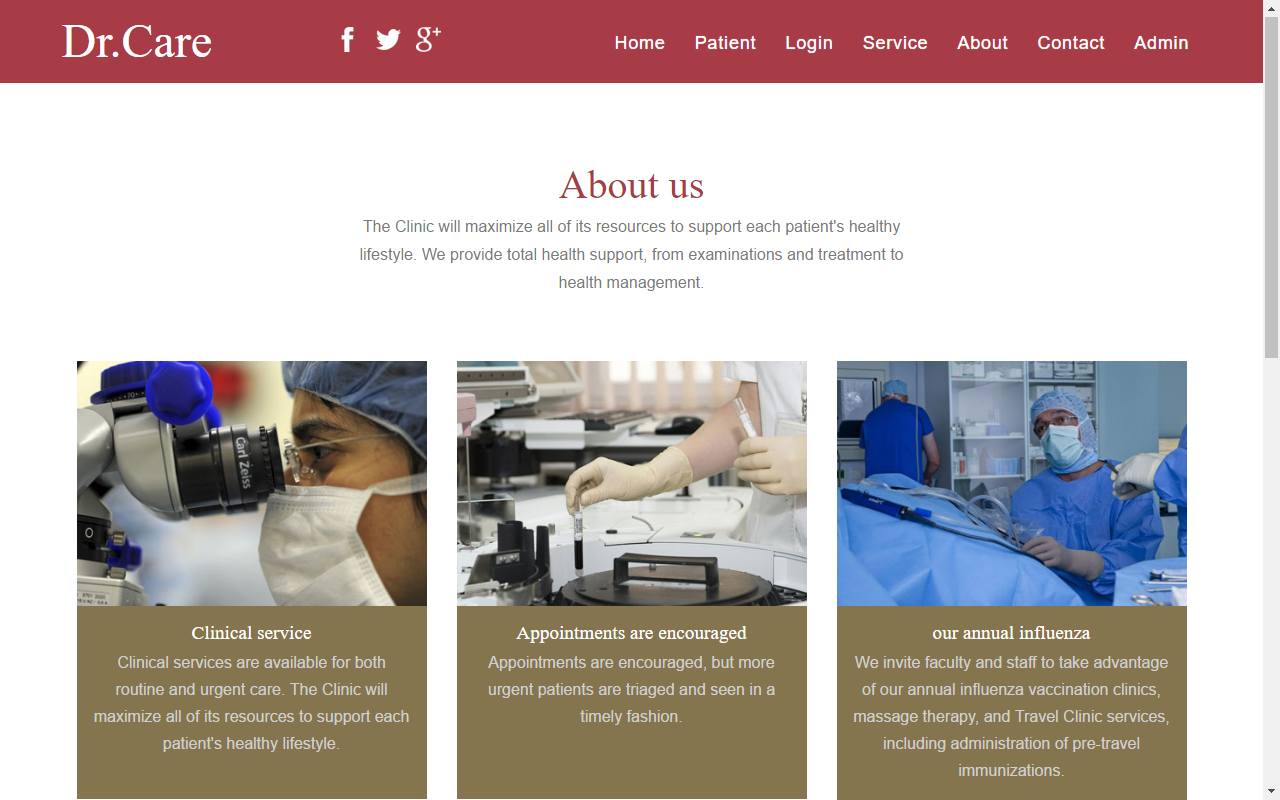 Dr.Care
Home Patient Login Service About Contact Admin
About us
The Clinic will maximize all of its resources to support each patient's healthy
lifestyle. We provide total health support, from examinations and treatment to
health management.
Carl Zeiss
Clinical service
Clinical services are available for both
routine and urgent care. The Clinic will
maximize all of its resources to support each
patient's healthy lifestyle.
Appointments are encouraged
Appointments are encouraged, but more
urgent patients are triaged and seen in a
timely fashion.
our annual influenza
We invite faculty and staff to take advantage
of our annual influenza vaccination clinics,
massage therapy, and Travel Clinic services,
including administration of pre-travel
immunizations.